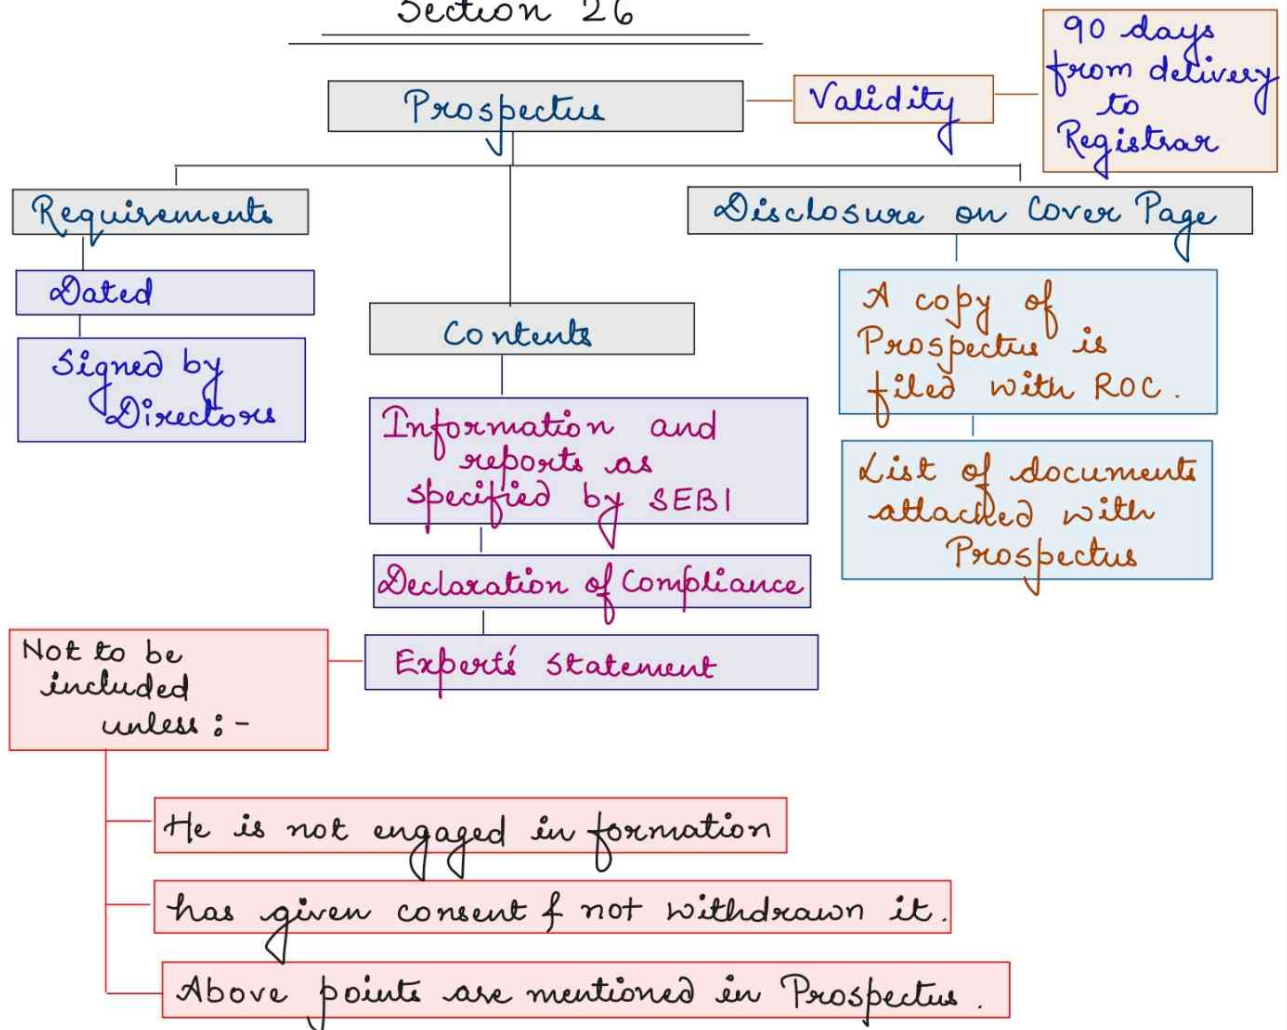 Section 26
Prospectus
Validity
90 days
from delivery
to
Registrar
Requirements
Dated
Signed by
Directors
Contents
Information and
reports as
specified by SEBI
Declaration of Compliance
Expert's Statement
Not to be
included
unless :-
He is not engaged in formation
has given consent & not withdrawn it.
Above points are mentioned in Prospectus.
Disclosure on Cover Page
A copy of
Prospectus is
filed with ROC.
List of documents
attached with
Prospectus